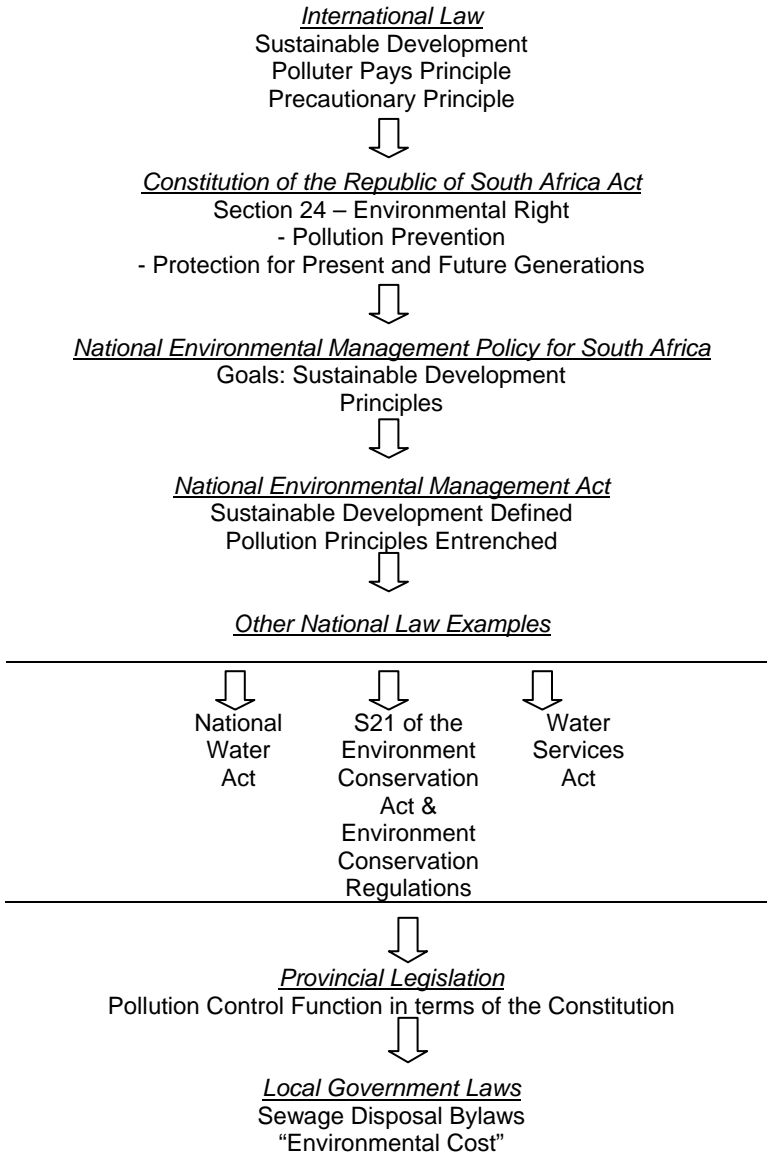 International Law
Sustainable Development
Polluter Pays Principle
Precautionary Principle
Constitution of the Republic of South Africa Act
Section 24 – Environmental Right
- Pollution Prevention
- Protection for Present and Future Generations
National Environmental Management Policy for South Africa
Goals: Sustainable Development
Principles
National Environmental Management Act
Sustainable Development Defined
Pollution Principles Entrenched
Other National Law Examples
National
Water
Act
S21 of the
Environment
Conservation
Act &
Environment
Conservation
Regulations
Water
Services
Act
Provincial Legislation
Pollution Control Function in terms of the Constitution
Local Government Laws
Sewage Disposal Bylaws
“Environmental Cost”